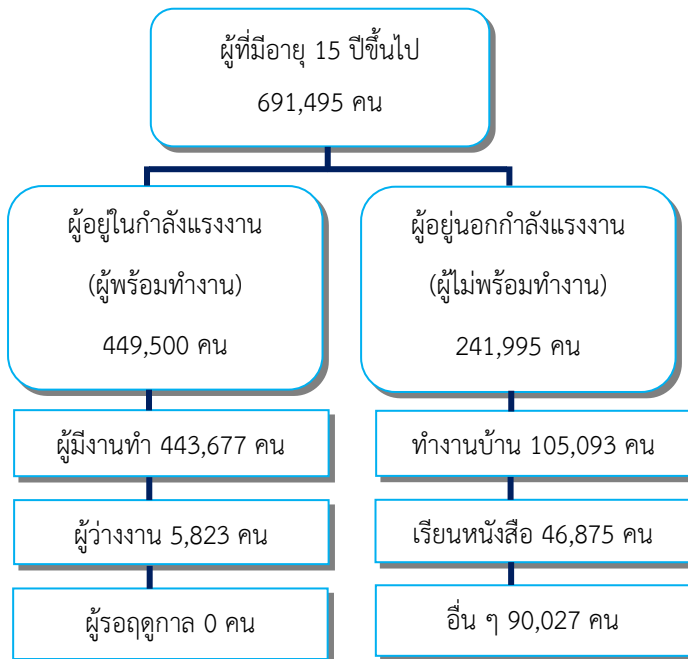 ผู้ที่มีอายุ 15 ปีขึ้นไป
691,495 คน
ผู้อยู่ในกำลังแรงงาน
(ผู้พร้อมทำงาน)
449,500 คน
ผู้อยู่นอกกำลังแรงงาน
(ผู้ไม่พร้อมทำงาน)
241,995 คน
ผู้มีงานทำ 443,677 คน
ทำงานบ้าน 105,093 คน
ผู้ว่างงาน 5,823 คน
เรียนหนังสือ 46,875 คน
ผู้รอฤดูกาล 0 คน
อื่น ๆ 90,027 คน